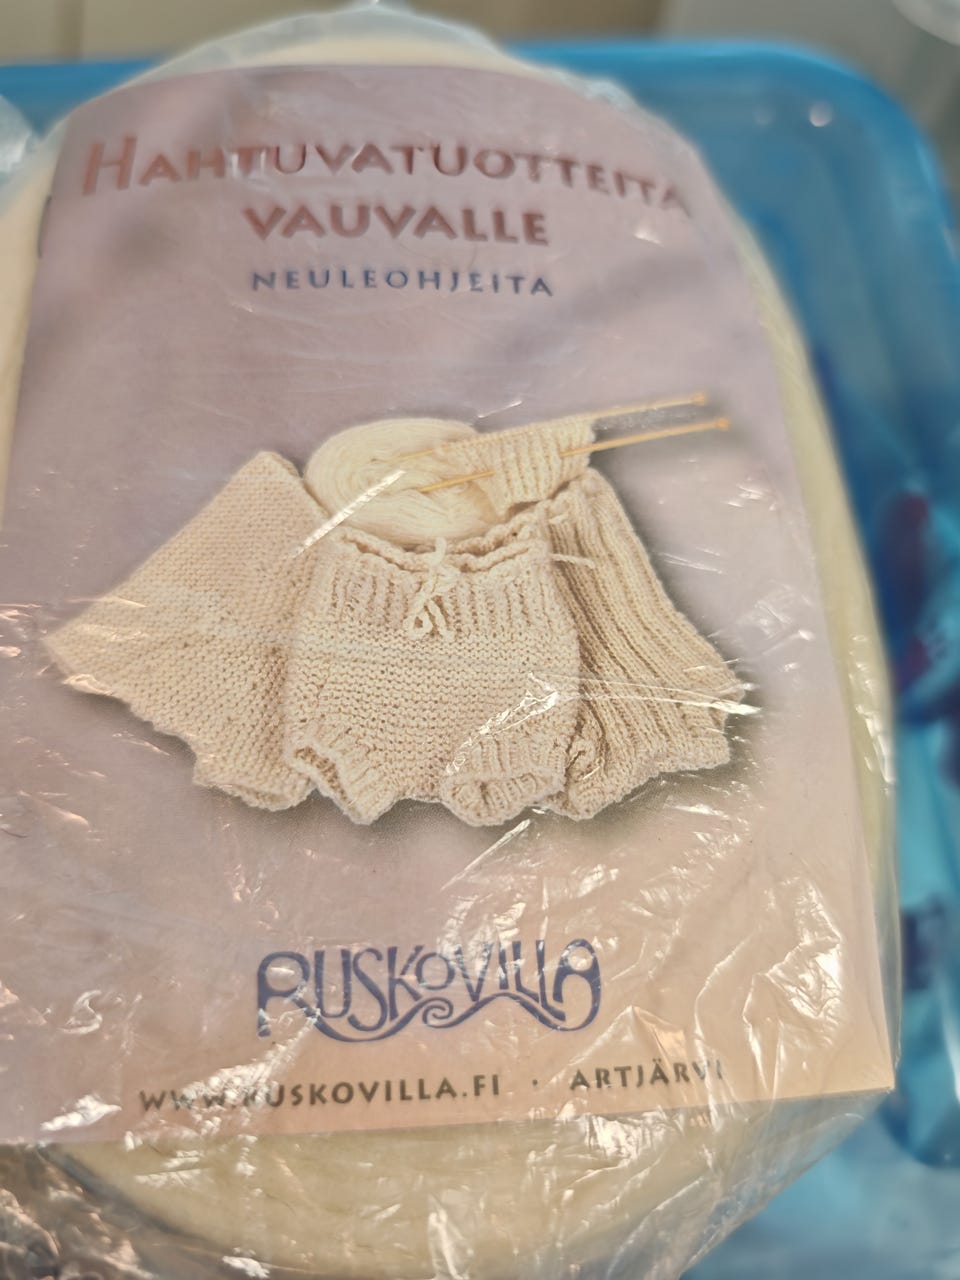 HAHTUVATUOTTEITA
VAUVALLE
NEULEOHJEITA
RUSKOVILLA
WWW.RUSKOVILLA.FI · ARTJÄRVI